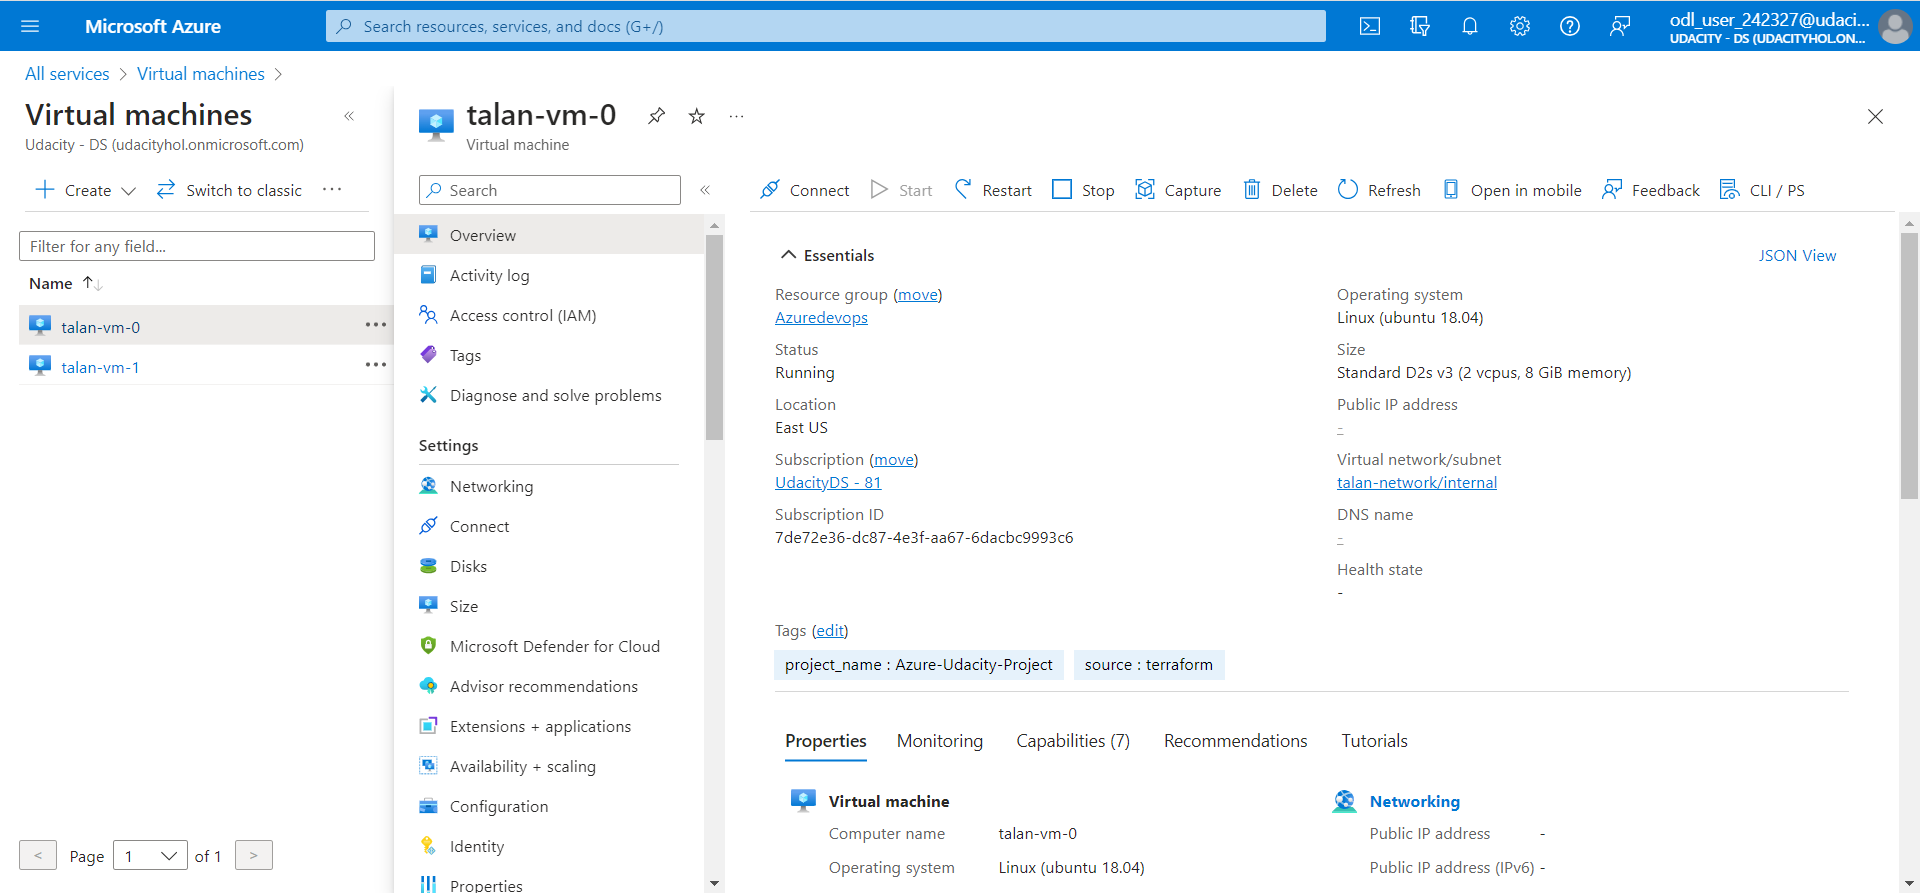 Microsoft Azure
Search resources, services, and docs (G+/)
odl_user_242327@udaci...
UDACITY - DS (UDACITYHOL.ON...
All services > Virtual machines >
Virtual machines
Udacity - DS (udacityhol.onmicrosoft.com)
Create
Switch to classic
Filter for any field...
Name
talan-vm-0
talan-vm-1
< Page 1 of 1 >
talan-vm-0
Virtual machine
Search
Overview
Activity log
Access control (IAM)
Tags
Diagnose and solve problems
Settings
Networking
Connect
Disks
Size
Microsoft Defender for Cloud
Advisor recommendations
Extensions + applications
Availability + scaling
Configuration
Identity
Properties
Connect Start Restart Stop Capture Delete Refresh Open in mobile Feedback CLI / PS
Essentials
JSON View
Resource group (move)
Azuredevops
Status
Running
Location
East US
Subscription (move)
UdacityDS - 81
Subscription ID
7de72e36-dc87-4e3f-aa67-6dacbc9993c6
Operating system
Linux (ubuntu 18.04)
Size
Standard D2s v3 (2 vcpus, 8 GiB memory)
Public IP address
-
Virtual network/subnet
talan-network/internal
DNS name
-
Health state
-
Tags (edit)
project_name : Azure-Udacity-Project source : terraform
Properties Monitoring Capabilities (7) Recommendations Tutorials
Virtual machine
Computer name talan-vm-0
Operating system Linux (ubuntu 18.04)
Networking
Public IP address -
Public IP address (IPv6) -